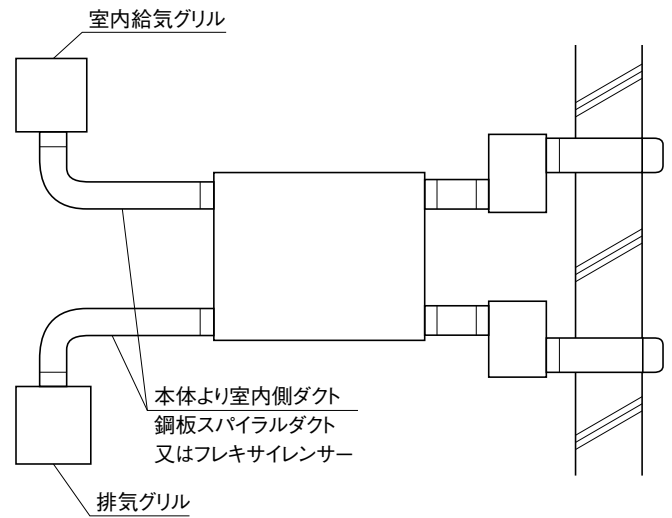 室内給気グリル
本体より室内側ダクト
鋼板スパイラルダクト
又はフレキサイレンサー
排気グリル